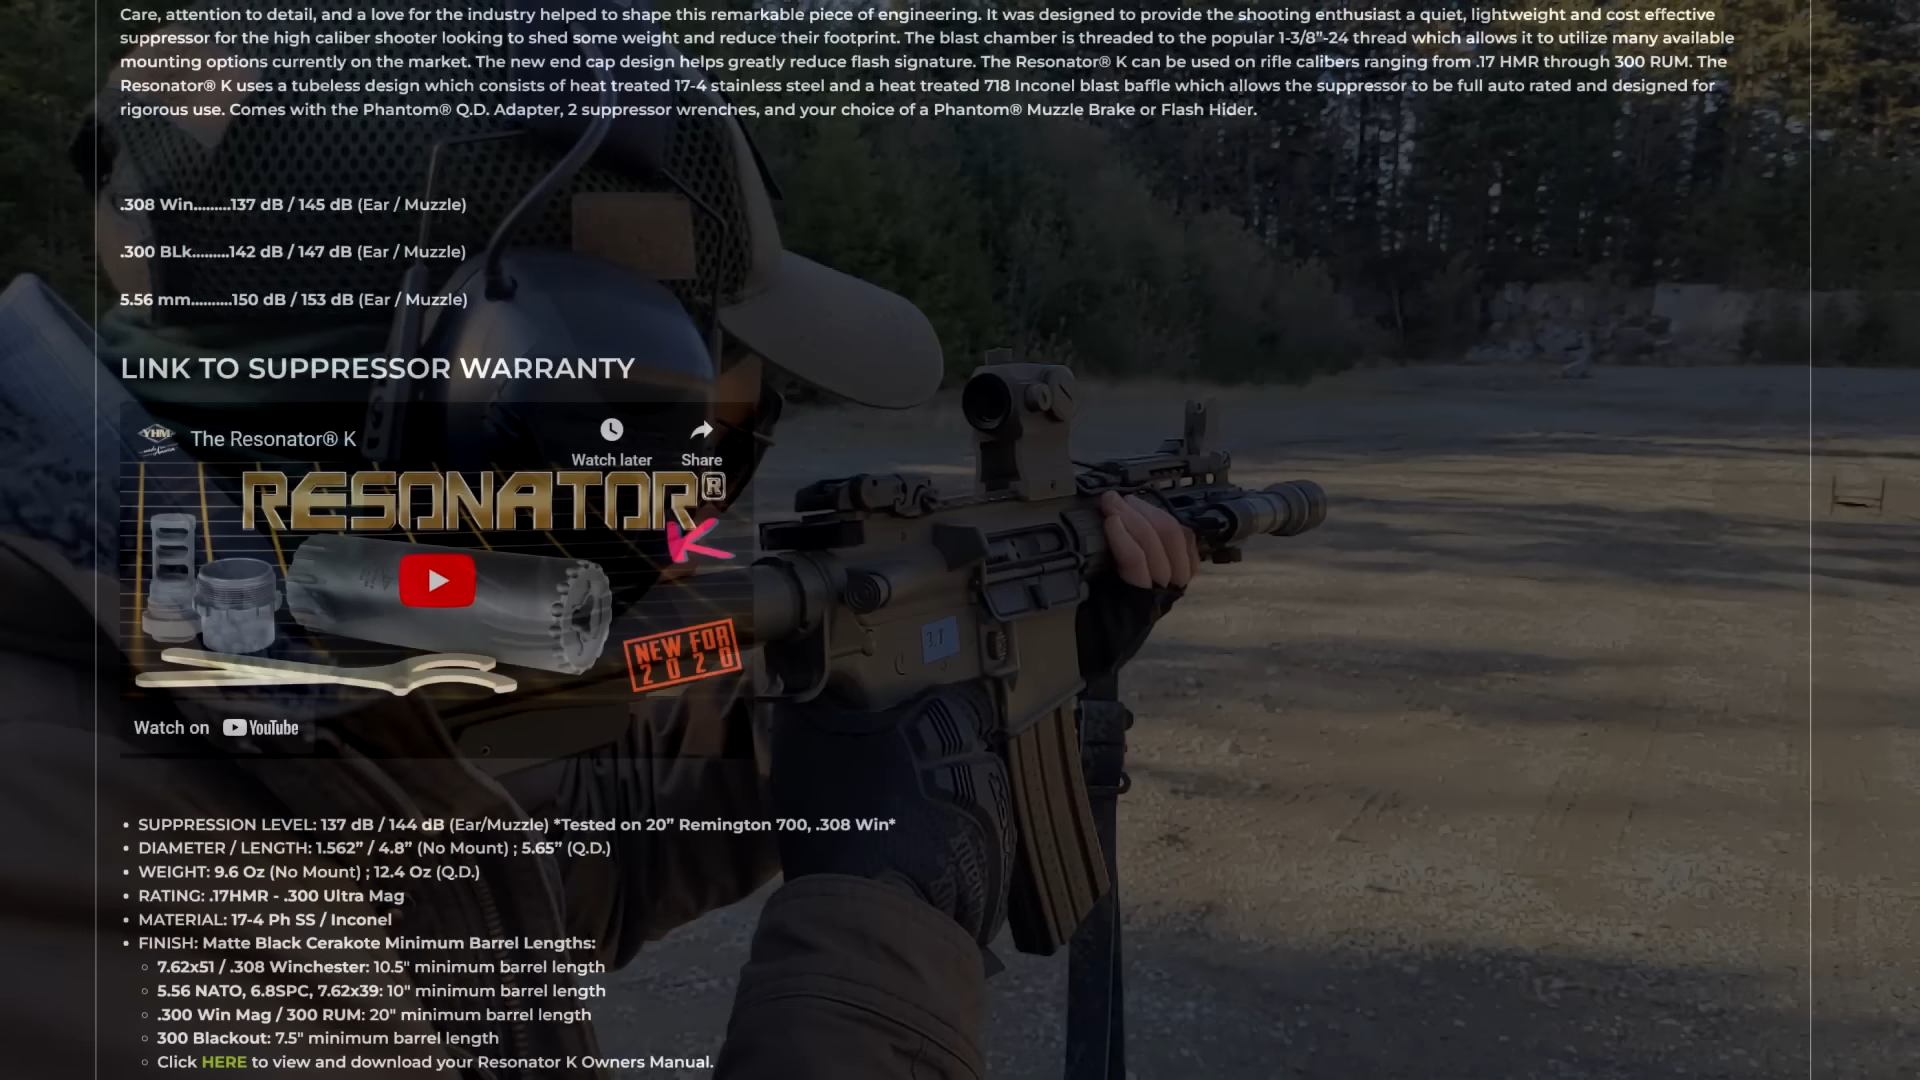 Care, attention to detail, and a love for the industry helped to shape this remarkable piece of engineering. It was designed to provide the shooting enthusiast a quiet, lightweight and cost effective
suppressor for the high caliber shooter looking to shed some weight and reduce their footprint. The blast chamber is threaded to the popular 1-3/8”-24 thread which allows it to utilize many available
mounting options currently on the market. The new end cap design helps greatly reduce flash signature. The Resonator® K can be used on rifle calibers ranging from .17 HMR through 300 RUM. The
Resonator® K uses a tubeless design which consists of heat treated 17-4 stainless steel and a heat treated 718 Inconel blast baffle which allows the suppressor to be full auto rated and designed for
rigorous use. Comes with the Phantom® Q.D. Adapter, 2 suppressor wrenches, and your choice of a Phantom® Muzzle Brake or Flash Hider.
.308 Win.........137 dB / 145 dB (Ear / Muzzle)
.300 BLk.........142 dB / 147 dB (Ear / Muzzle)
5.56 mm..........150 dB / 153 dB (Ear / Muzzle)
LINK TO SUPPRESSOR WARRANTY
YHM
The Resonator® K
Watch later Share
RESONATOR®
K
NEW FOR
2020
Watch on YouTube
• SUPPRESSION LEVEL: 137 dB / 144 dB (Ear/Muzzle) *Tested on 20” Remington 700, .308 Win*
• DIAMETER / LENGTH: 1.562” / 4.8” (No Mount) ; 5.65” (Q.D.)
• WEIGHT: 9.6 Oz (No Mount) ; 12.4 Oz (Q.D.)
• RATING: .17HMR - .300 Ultra Mag
• MATERIAL: 17-4 Ph SS / Inconel
• FINISH: Matte Black Cerakote Minimum Barrel Lengths:
◦ 7.62x51 / .308 Winchester: 10.5" minimum barrel length
◦ 5.56 NATO, 6.8SPC, 7.62x39: 10" minimum barrel length
◦ .300 Win Mag / 300 RUM: 20" minimum barrel length
◦ 300 Blackout: 7.5" minimum barrel length
◦ Click HERE to view and download your Resonator K Owners Manual.